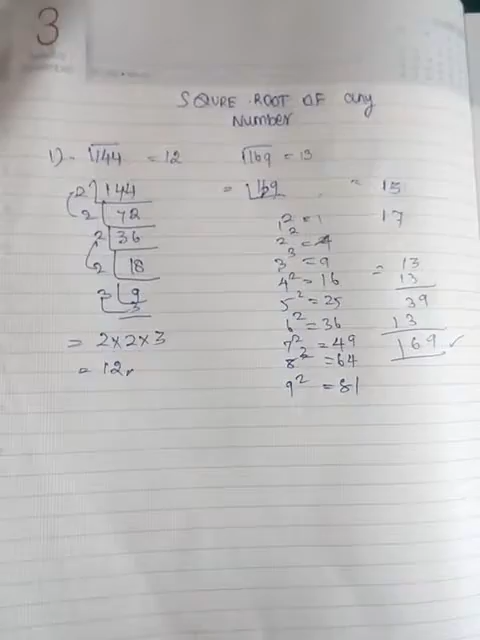 3
SQURE ROOT OF any
Number
1) √144 = 12
2 144
2 72
2 36
2 18
3 9
3
= 2×2×3
= 12
√169 = 13
= √169
1² = 1
2² = 4
3³ = 9
4² = 16
5² = 25
6² = 36
7² = 49
8² = 64
9² = 81
= 15
17
= 13
13
39
13
169 ✓